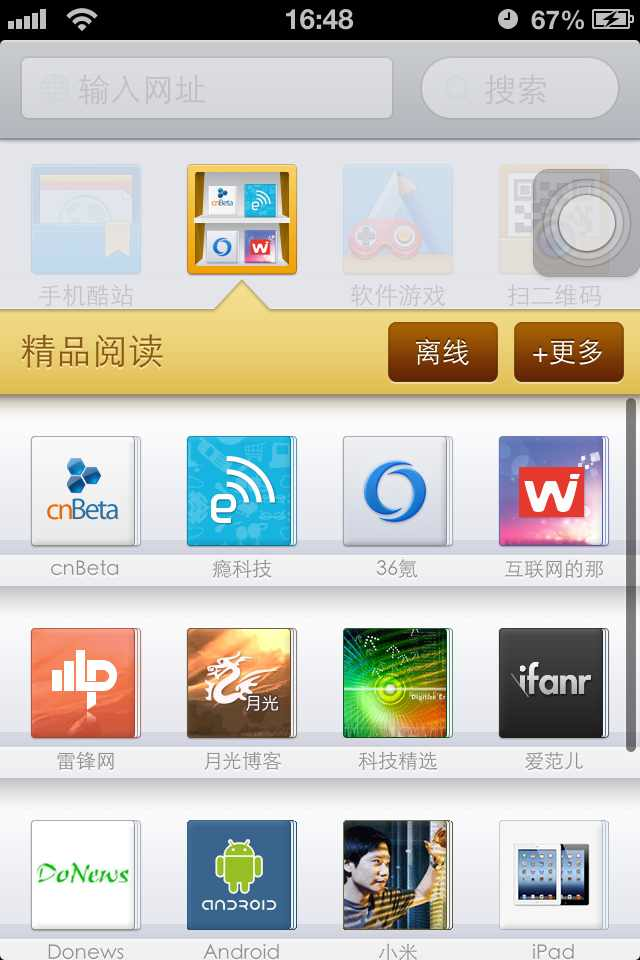 16:48
67%
输入网址
搜索
cnBeta
手机酷站
软件游戏
扫二维码
精品阅读
离线
+更多
cnBeta
cnBeta
瘾科技
36氪
互联网的那
月光
Digition Er
ifanr
雷锋网
月光博客
科技精选
爱范儿
DoNews
ANDROID
Donews
Android
小米
iPad